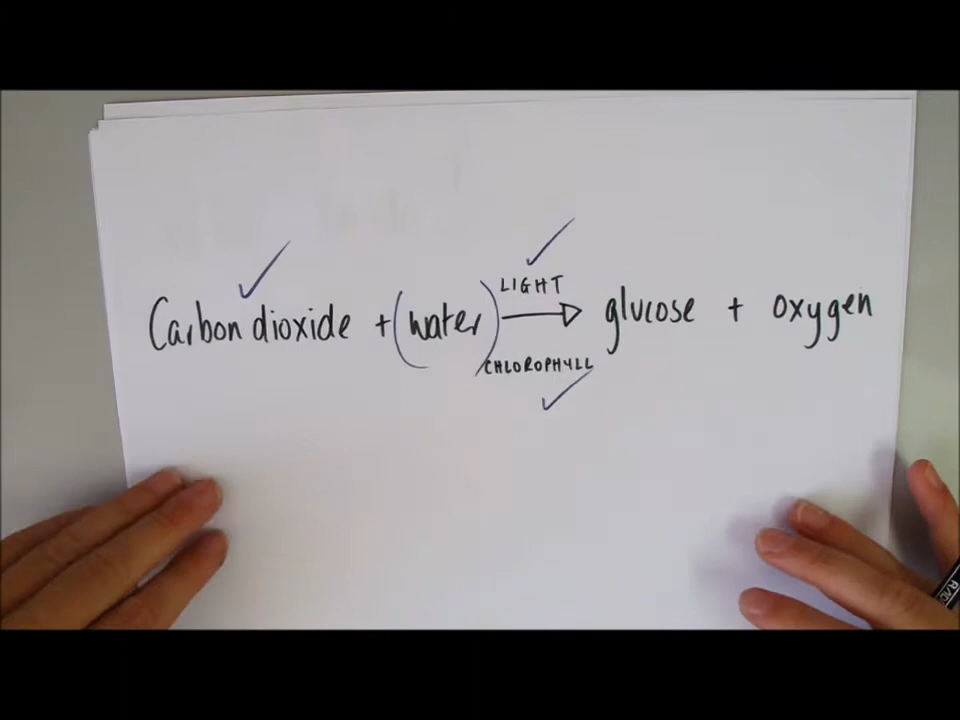 LIGHT
Carbon dioxide + (water) → glucose + oxygen
CHLOROPHYLL